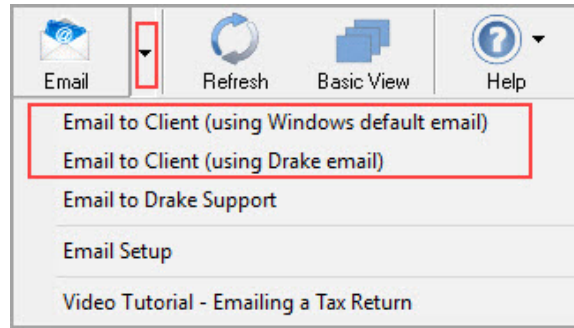 Email Refresh Basic View Help
Email to Client (using Windows default email)
Email to Client (using Drake email)
Email to Drake Support
Email Setup
Video Tutorial - Emailing a Tax Return